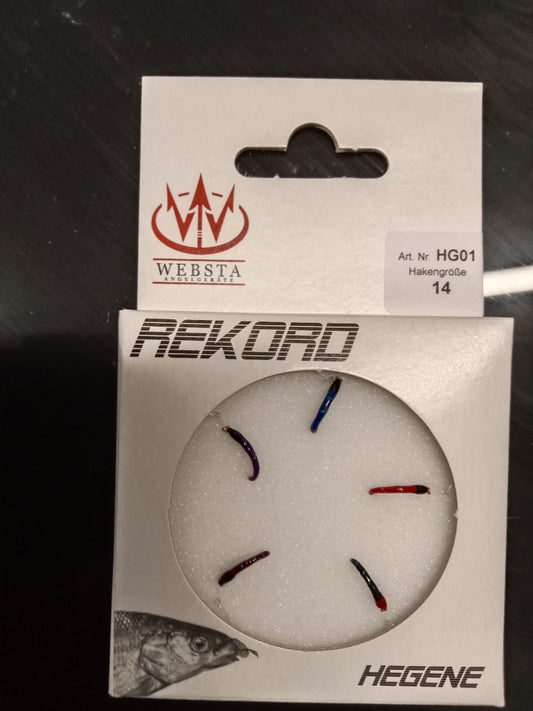 WEBSTA
ANGELGERÄTE
Art. Nr. HG01
Hakengröße
14
REKORD
HEGENE